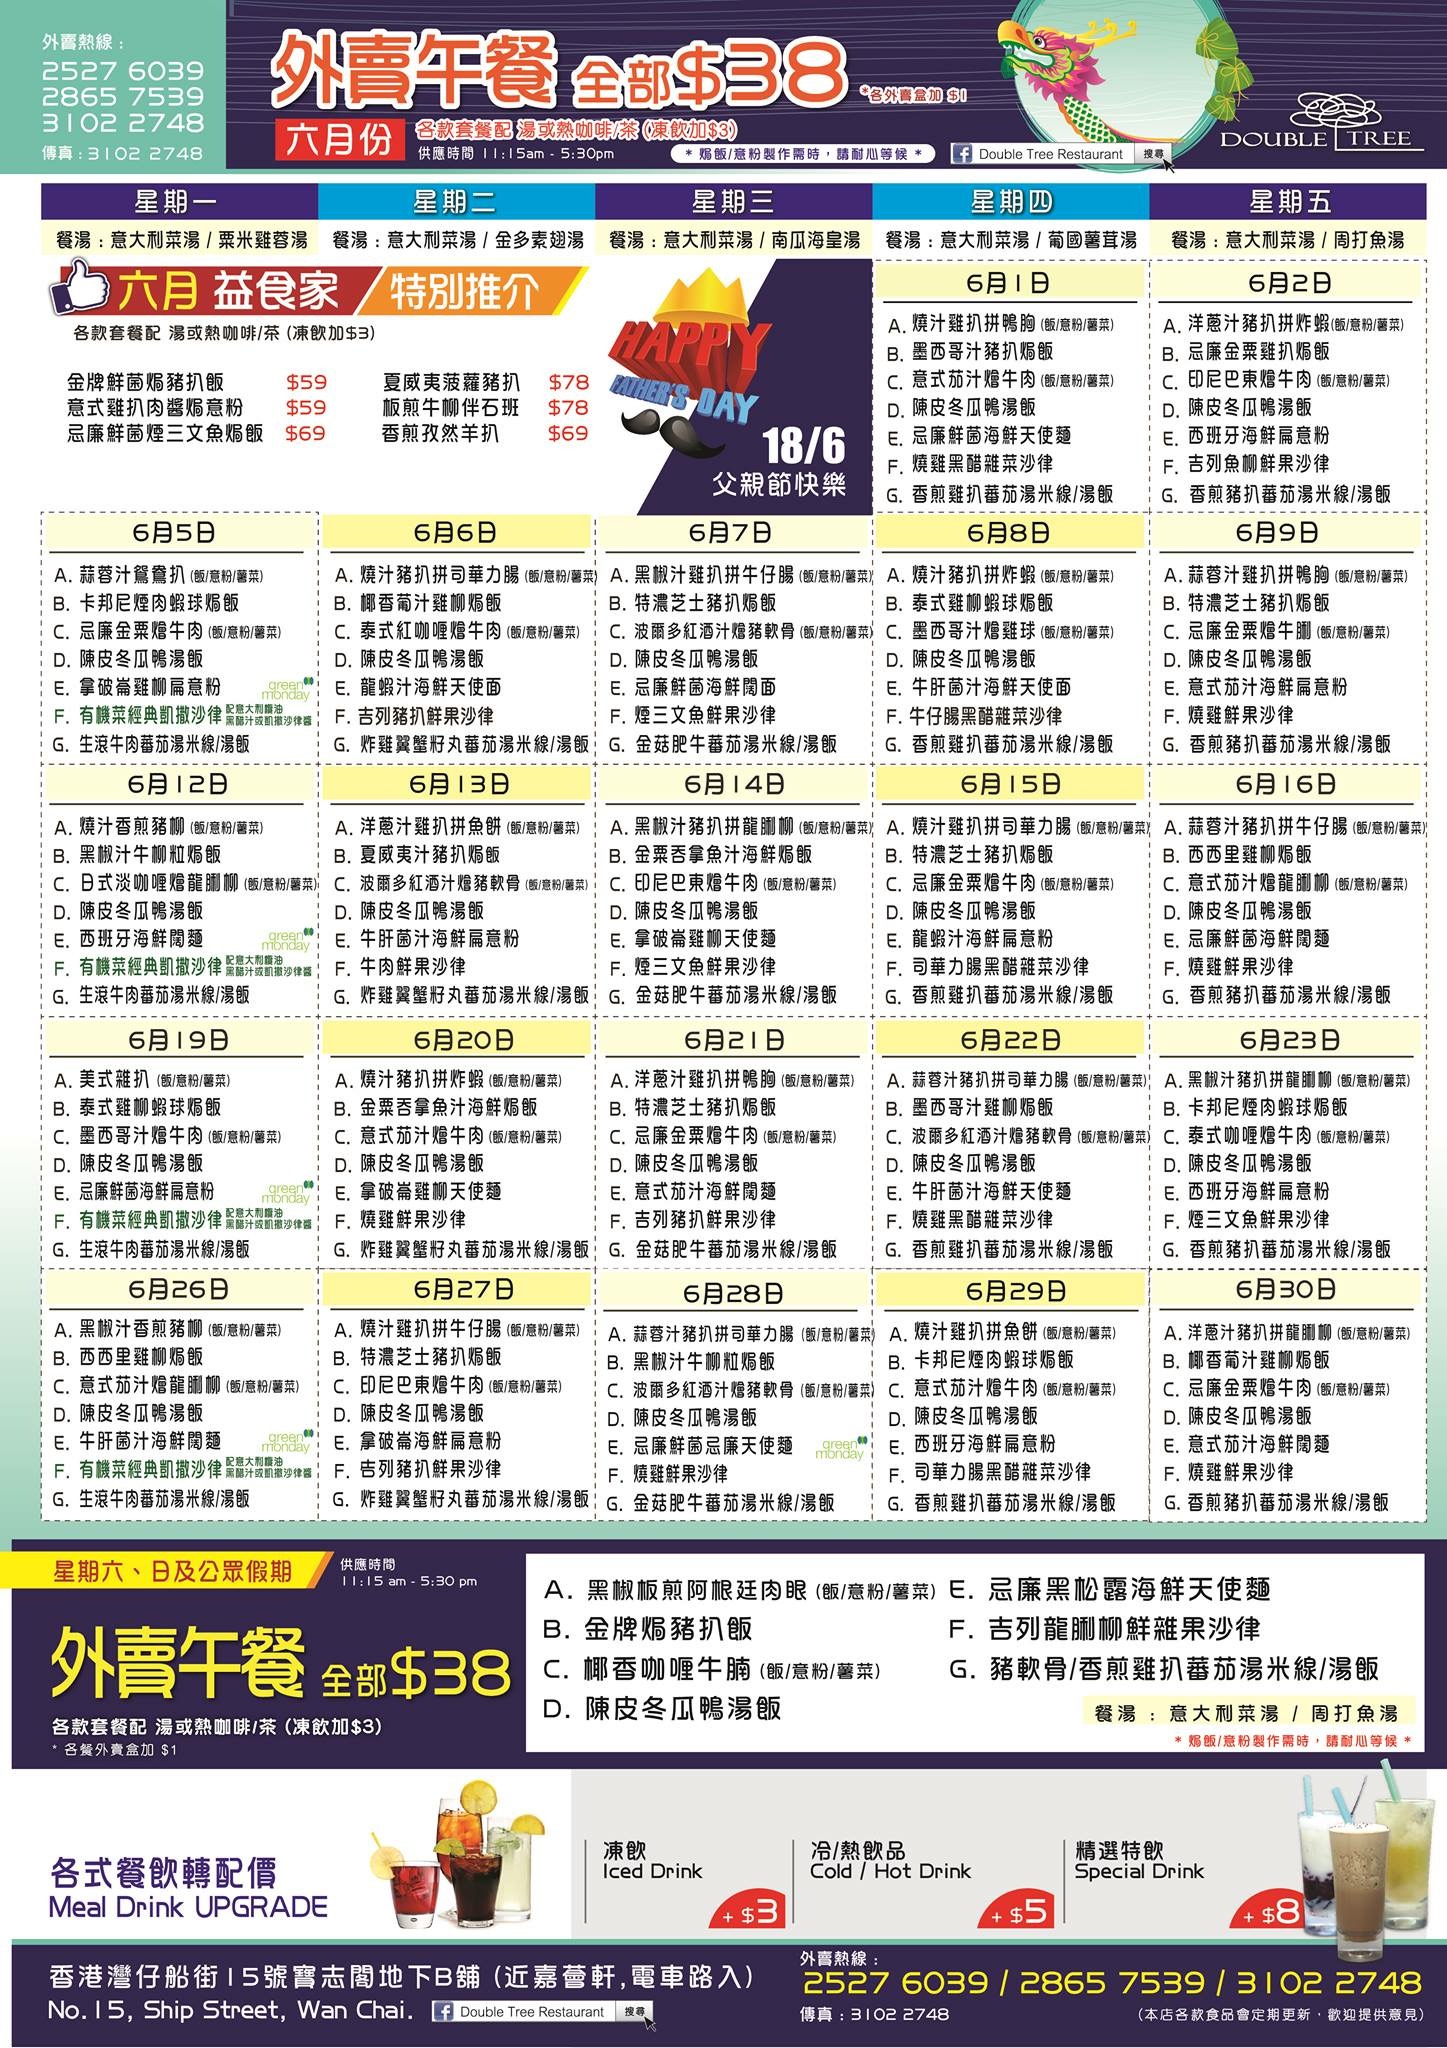 外賣熱線：
2527 6039
2865 7539
3102 2748
傳真：3102 2748
外賣午餐 全部$38
*各外賣盒加 $1
六月份
各款套餐配 湯或熱咖啡/茶 (凍飲加$3)
供應時間 11:15am - 5:30pm
* 焗飯/意粉製作需時，請耐心等候 *
Double Tree Restaurant 搜尋
DOUBLE TREE
星期一 星期二 星期三 星期四 星期五
餐湯：意大利菜湯 / 粟米雞蓉湯
餐湯：意大利菜湯 / 金多素翅湯
餐湯：意大利菜湯 / 南瓜海皇湯
餐湯：意大利菜湯 / 葡國薯茸湯
餐湯：意大利菜湯 / 周打魚湯
六月 益食家 特別推介
各款套餐配 湯或熱咖啡/茶 (凍飲加$3)
金牌鮮菌焗豬扒飯 $59
意式雞扒肉醬焗意粉 $59
忌廉鮮菌煙三文魚焗飯 $69
夏威夷菠蘿豬扒 $78
板煎牛柳伴石班 $78
香煎孜然羊扒 $69
HAPPY
FATHER'S DAY
18/6
父親節快樂
6月1日
A. 燒汁雞扒拼鴨胸 (飯/意粉/薯菜)
B. 墨西哥汁豬扒焗飯
C. 意式茄汁燴牛肉 (飯/意粉/薯菜)
D. 陳皮冬瓜鴨湯飯
E. 忌廉鮮菌海鮮天使麵
F. 燒雞黑醋雜菜沙律
G. 香煎雞扒蕃茄湯米線/湯飯
6月2日
A. 洋蔥汁豬扒拼炸蝦(飯/意粉/薯菜)
B. 忌廉金粟雞扒焗飯
C. 印尼巴東燴牛肉 (飯/意粉/薯菜)
D. 陳皮冬瓜鴨湯飯
E. 西班牙海鮮扁意粉
F. 吉列魚柳鮮果沙律
G. 香煎豬扒蕃茄湯米線/湯飯
6月5日
A. 蒜蓉汁鴛鴦扒 (飯/意粉/薯菜)
B. 卡邦尼煙肉蝦球焗飯
C. 忌廉金粟燴牛肉 (飯/意粉/薯菜)
D. 陳皮冬瓜鴨湯飯
E. 拿破崙雞柳扁意粉
green monday
F. 有機菜經典凱撒沙律 配意大利醋油
黑醋汁或凱撒沙律醬
G. 生滾牛肉蕃茄湯米線/湯飯
6月6日
A. 燒汁豬扒拼司華力腸 (飯/意粉/薯菜)
B. 椰香葡汁雞柳焗飯
C. 泰式紅咖喱燴牛肉 (飯/意粉/薯菜)
D. 陳皮冬瓜鴨湯飯
E. 龍蝦汁海鮮天使面
F. 吉列豬扒鮮果沙律
G. 炸雞翼蟹籽丸蕃茄湯米線/湯飯
6月7日
A. 黑椒汁雞扒拼牛仔腸 (飯/意粉/薯菜)
B. 特濃芝士豬扒焗飯
C. 波爾多紅酒汁燴豬軟骨 (飯/意粉/薯菜)
D. 陳皮冬瓜鴨湯飯
E. 忌廉鮮菌海鮮闊面
F. 煙三文魚鮮果沙律
G. 金菇肥牛蕃茄湯米線/湯飯
6月8日
A. 燒汁豬扒拼炸蝦 (飯/意粉/薯菜)
B. 泰式雞柳蝦球焗飯
C. 墨西哥汁燴雞球 (飯/意粉/薯菜)
D. 陳皮冬瓜鴨湯飯
E. 牛肝菌汁海鮮天使面
F. 牛仔腸黑醋雜菜沙律
G. 香煎雞扒蕃茄湯米線/湯飯
6月9日
A. 蒜蓉汁雞扒拼鴨胸 (飯/意粉/薯菜)
B. 特濃芝士豬扒焗飯
C. 忌廉金粟燴牛脷 (飯/意粉/薯菜)
D. 陳皮冬瓜鴨湯飯
E. 意式茄汁海鮮扁意粉
F. 燒雞鮮果沙律
G. 香煎豬扒蕃茄湯米線/湯飯
6月12日
A. 燒汁香煎豬柳 (飯/意粉/薯菜)
B. 黑椒汁牛柳粒焗飯
C. 日式淡咖喱燴龍脷柳 (飯/意粉/薯菜)
D. 陳皮冬瓜鴨湯飯
E. 西班牙海鮮闊麵
green monday
F. 有機菜經典凱撒沙律 配意大利醋油
黑醋汁或凱撒沙律醬
G. 生滾牛肉蕃茄湯米線/湯飯
6月13日
A. 洋蔥汁雞扒拼魚餅 (飯/意粉/薯菜)
B. 夏威夷汁豬扒焗飯
C. 波爾多紅酒汁燴豬軟骨 (飯/意粉/薯菜)
D. 陳皮冬瓜鴨湯飯
E. 牛肝菌汁海鮮扁意粉
F. 牛肉鮮果沙律
G. 炸雞翼蟹籽丸蕃茄湯米線/湯飯
6月14日
A. 黑椒汁豬扒拼龍脷柳 (飯/意粉/薯菜)
B. 金粟吞拿魚汁海鮮焗飯
C. 印尼巴東燴牛肉 (飯/意粉/薯菜)
D. 陳皮冬瓜鴨湯飯
E. 拿破崙雞柳天使麵
F. 煙三文魚鮮果沙律
G. 金菇肥牛蕃茄湯米線/湯飯
6月15日
A. 燒汁雞扒拼司華力腸 (飯/意粉/薯菜)
B. 特濃芝士豬扒焗飯
C. 忌廉金粟燴牛肉 (飯/意粉/薯菜)
D. 陳皮冬瓜鴨湯飯
E. 龍蝦汁海鮮扁意粉
F. 司華力腸黑醋雜菜沙律
G. 香煎雞扒蕃茄湯米線/湯飯
6月16日
A. 蒜蓉汁豬扒拼牛仔腸 (飯/意粉/薯菜)
B. 西西里雞柳焗飯
C. 意式茄汁燴龍脷柳 (飯/意粉/薯菜)
D. 陳皮冬瓜鴨湯飯
E. 忌廉鮮菌海鮮闊麵
F. 燒雞鮮果沙律
G. 香煎豬扒蕃茄湯米線/湯飯
6月19日
A. 美式雜扒 (飯/意粉/薯菜)
B. 泰式雞柳蝦球焗飯
C. 墨西哥汁燴牛肉 (飯/意粉/薯菜)
D. 陳皮冬瓜鴨湯飯
E. 忌廉鮮菌海鮮扁意粉
green monday
F. 有機菜經典凱撒沙律 配意大利醋油
黑醋汁或凱撒沙律醬
G. 生滾牛肉蕃茄湯米線/湯飯
6月20日
A. 燒汁豬扒拼炸蝦 (飯/意粉/薯菜)
B. 金粟吞拿魚汁海鮮焗飯
C. 意式茄汁燴牛肉 (飯/意粉/薯菜)
D. 陳皮冬瓜鴨湯飯
E. 拿破崙雞柳天使麵
F. 燒雞鮮果沙律
G. 炸雞翼蟹籽丸蕃茄湯米線/湯飯
6月21日
A. 洋蔥汁雞扒拼鴨胸 (飯/意粉/薯菜)
B. 特濃芝士豬扒焗飯
C. 忌廉金粟燴牛肉 (飯/意粉/薯菜)
D. 陳皮冬瓜鴨湯飯
E. 意式茄汁海鮮闊麵
F. 吉列豬扒鮮果沙律
G. 金菇肥牛蕃茄湯米線/湯飯
6月22日
A. 蒜蓉汁豬扒拼司華力腸 (飯/意粉/薯菜)
B. 墨西哥汁雞柳焗飯
C. 波爾多紅酒汁燴豬軟骨 (飯/意粉/薯菜)
D. 陳皮冬瓜鴨湯飯
E. 牛肝菌汁海鮮天使麵
F. 燒雞黑醋雜菜沙律
G. 香煎雞扒蕃茄湯米線/湯飯
6月23日
A. 黑椒汁豬扒拼龍脷柳 (飯/意粉/薯菜)
B. 卡邦尼煙肉蝦球焗飯
C. 泰式咖喱燴牛肉 (飯/意粉/薯菜)
D. 陳皮冬瓜鴨湯飯
E. 西班牙海鮮扁意粉
F. 煙三文魚鮮果沙律
G. 香煎豬扒蕃茄湯米線/湯飯
6月26日
A. 黑椒汁香煎豬柳 (飯/意粉/薯菜)
B. 西西里雞柳焗飯
C. 意式茄汁燴龍脷柳 (飯/意粉/薯菜)
D. 陳皮冬瓜鴨湯飯
E. 牛肝菌汁海鮮闊麵
green monday
F. 有機菜經典凱撒沙律 配意大利醋油
黑醋汁或凱撒沙律醬
G. 生滾牛肉蕃茄湯米線/湯飯
6月27日
A. 燒汁雞扒拼牛仔腸 (飯/意粉/薯菜)
B. 特濃芝士豬扒焗飯
C. 印尼巴東燴牛肉 (飯/意粉/薯菜)
D. 陳皮冬瓜鴨湯飯
E. 拿破崙海鮮扁意粉
F. 吉列豬扒鮮果沙律
G. 炸雞翼蟹籽丸蕃茄湯米線/湯飯
6月28日
A. 蒜蓉汁豬扒拼司華力腸 (飯/意粉/薯菜)
B. 黑椒汁牛柳粒焗飯
C. 波爾多紅酒汁燴豬軟骨 (飯/意粉/薯菜)
D. 陳皮冬瓜鴨湯飯
E. 忌廉鮮菌忌廉天使麵
green monday
F. 燒雞鮮果沙律
G. 金菇肥牛蕃茄湯米線/湯飯
6月29日
A. 燒汁雞扒拼魚餅 (飯/意粉/薯菜)
B. 卡邦尼煙肉蝦球焗飯
C. 意式茄汁燴牛肉 (飯/意粉/薯菜)
D. 陳皮冬瓜鴨湯飯
E. 西班牙海鮮扁意粉
F. 司華力腸黑醋雜菜沙律
G. 香煎雞扒蕃茄湯米線/湯飯
6月30日
A. 洋蔥汁豬扒拼龍脷柳 (飯/意粉/薯菜)
B. 椰香葡汁雞柳焗飯
C. 忌廉金粟燴牛肉 (飯/意粉/薯菜)
D. 陳皮冬瓜鴨湯飯
E. 意式茄汁海鮮闊麵
F. 燒雞鮮果沙律
G. 香煎豬扒蕃茄湯米線/湯飯
星期六、日及公眾假期
供應時間
11:15 am - 5:30 pm
外賣午餐 全部$38
各款套餐配 湯或熱咖啡/茶 (凍飲加$3)
* 各餐外賣盒加 $1
A. 黑椒板煎阿根廷肉眼 (飯/意粉/薯菜)
B. 金牌焗豬扒飯
C. 椰香咖喱牛腩 (飯/意粉/薯菜)
D. 陳皮冬瓜鴨湯飯
E. 忌廉黑松露海鮮天使麵
F. 吉列龍脷柳鮮雜果沙律
G. 豬軟骨/香煎雞扒蕃茄湯米線/湯飯
餐湯 : 意大利菜湯 / 周打魚湯
* 焗飯/意粉製作需時，請耐心等候 *
各式餐飲轉配價
Meal Drink UPGRADE
凍飲
Iced Drink
+ $3
冷/熱飲品
Cold / Hot Drink
+ $5
精選特飲
Special Drink
+ $8
香港灣仔船街15號寶志閣地下B舖 (近嘉薈軒,電車路入)
No.15, Ship Street, Wan Chai.
Double Tree Restaurant 搜尋
外賣熱線：
2527 6039 / 2865 7539 / 3102 2748
傳真：3102 2748
(本店各款食品會定期更新，歡迎提供意見)